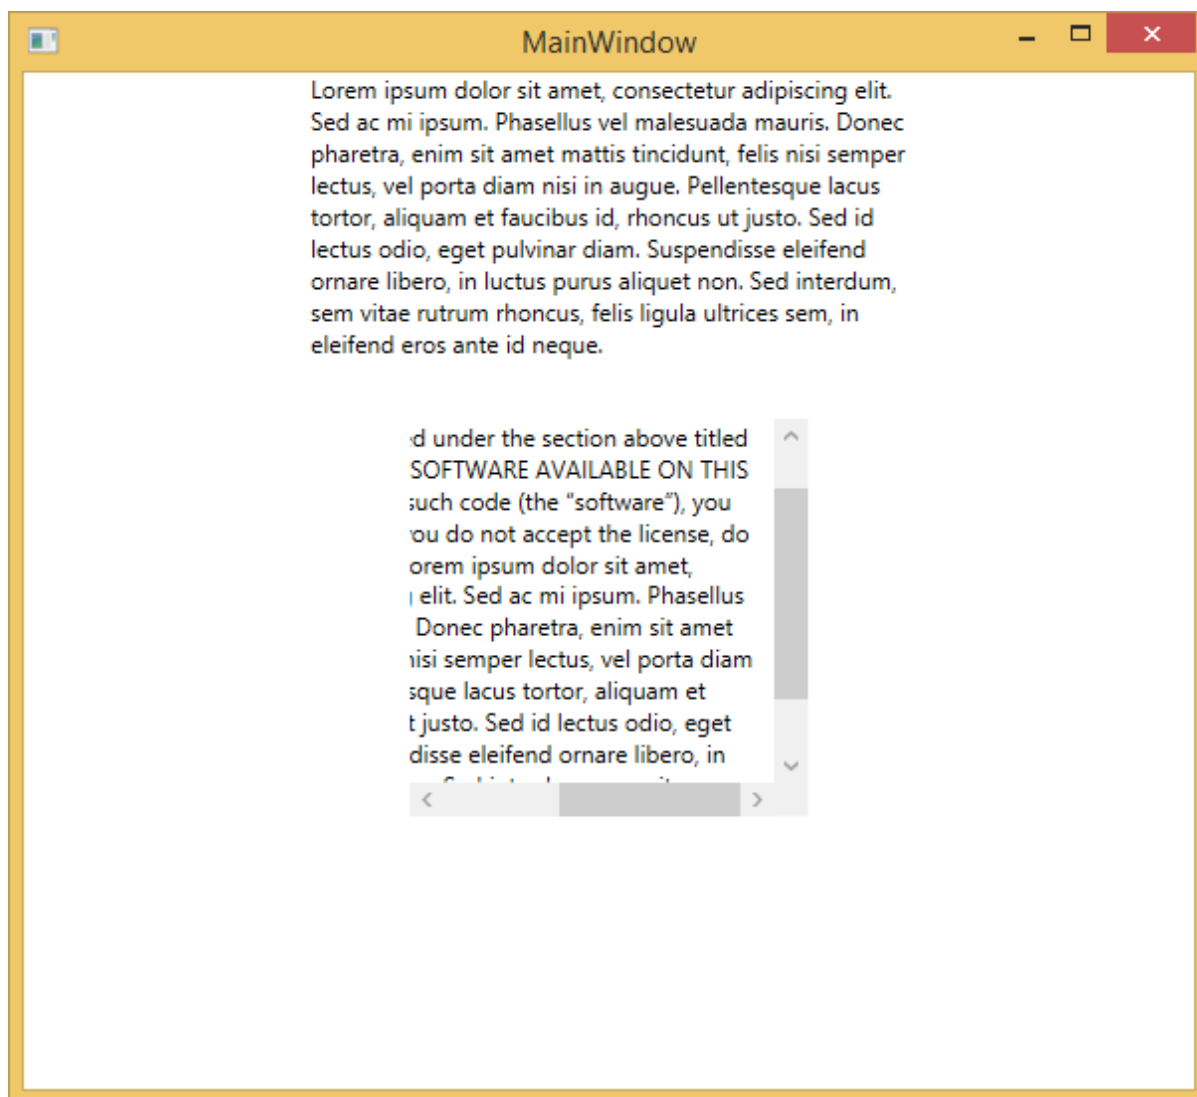 MainWindow
Lorem ipsum dolor sit amet, consectetur adipiscing elit.
Sed ac mi ipsum. Phasellus vel malesuada mauris. Donec
pharetra, enim sit amet mattis tincidunt, felis nisi semper
lectus, vel porta diam nisi in augue. Pellentesque lacus
tortor, aliquam et faucibus id, rhoncus ut justo. Sed id
lectus odio, eget pulvinar diam. Suspendisse eleifend
ornare libero, in luctus purus aliquet non. Sed interdum,
sem vitae rutrum rhoncus, felis ligula ultrices sem, in
eleifend eros ante id neque.
d under the section above titled
SOFTWARE AVAILABLE ON THIS
such code (the “software”), you
you do not accept the license, do
orem ipsum dolor sit amet,
elit. Sed ac mi ipsum. Phasellus
Donec pharetra, enim sit amet
nisi semper lectus, vel porta diam
sque lacus tortor, aliquam et
t justo. Sed id lectus odio, eget
disse eleifend ornare libero, in